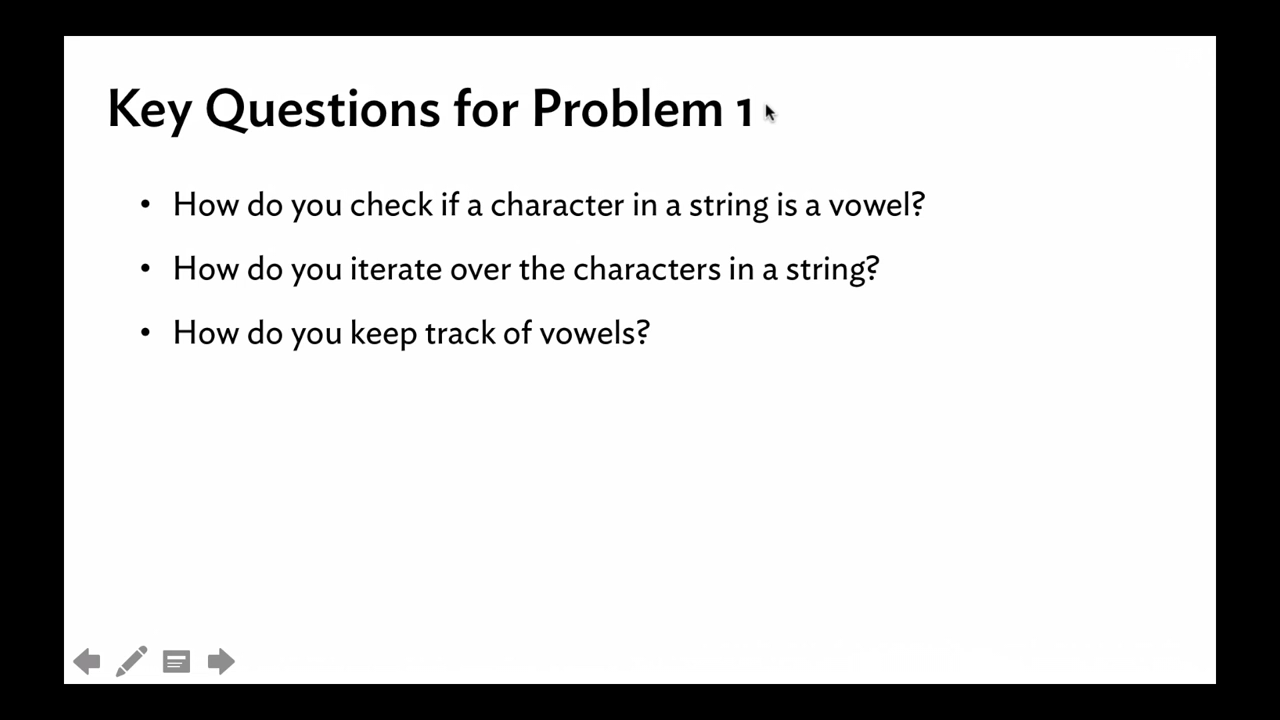 Key Questions for Problem 1
• How do you check if a character in a string is a vowel?
• How do you iterate over the characters in a string?
• How do you keep track of vowels?